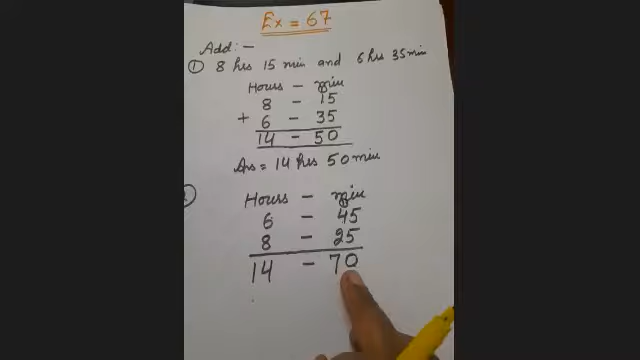 Ex = 67
Add:-
① 8 hrs 15 min and 6 hrs 35 min
Hours - min
8 - 15
+ 6 - 35
14 - 50
Ans = 14 hrs 50 min
Hours - min
6 - 45
8 - 25
14 - 70